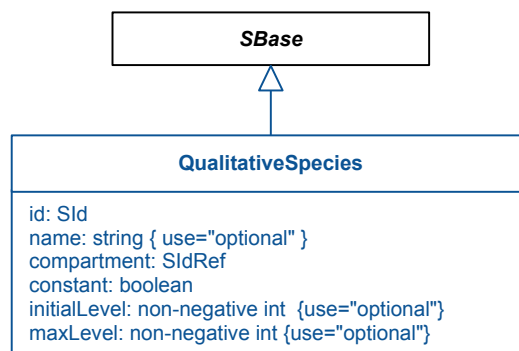 SBase
QualitativeSpecies
id: SId
name: string { use="optional" }
compartment: SIdRef
constant: boolean
initialLevel: non-negative int {use="optional"}
maxLevel: non-negative int {use="optional"}